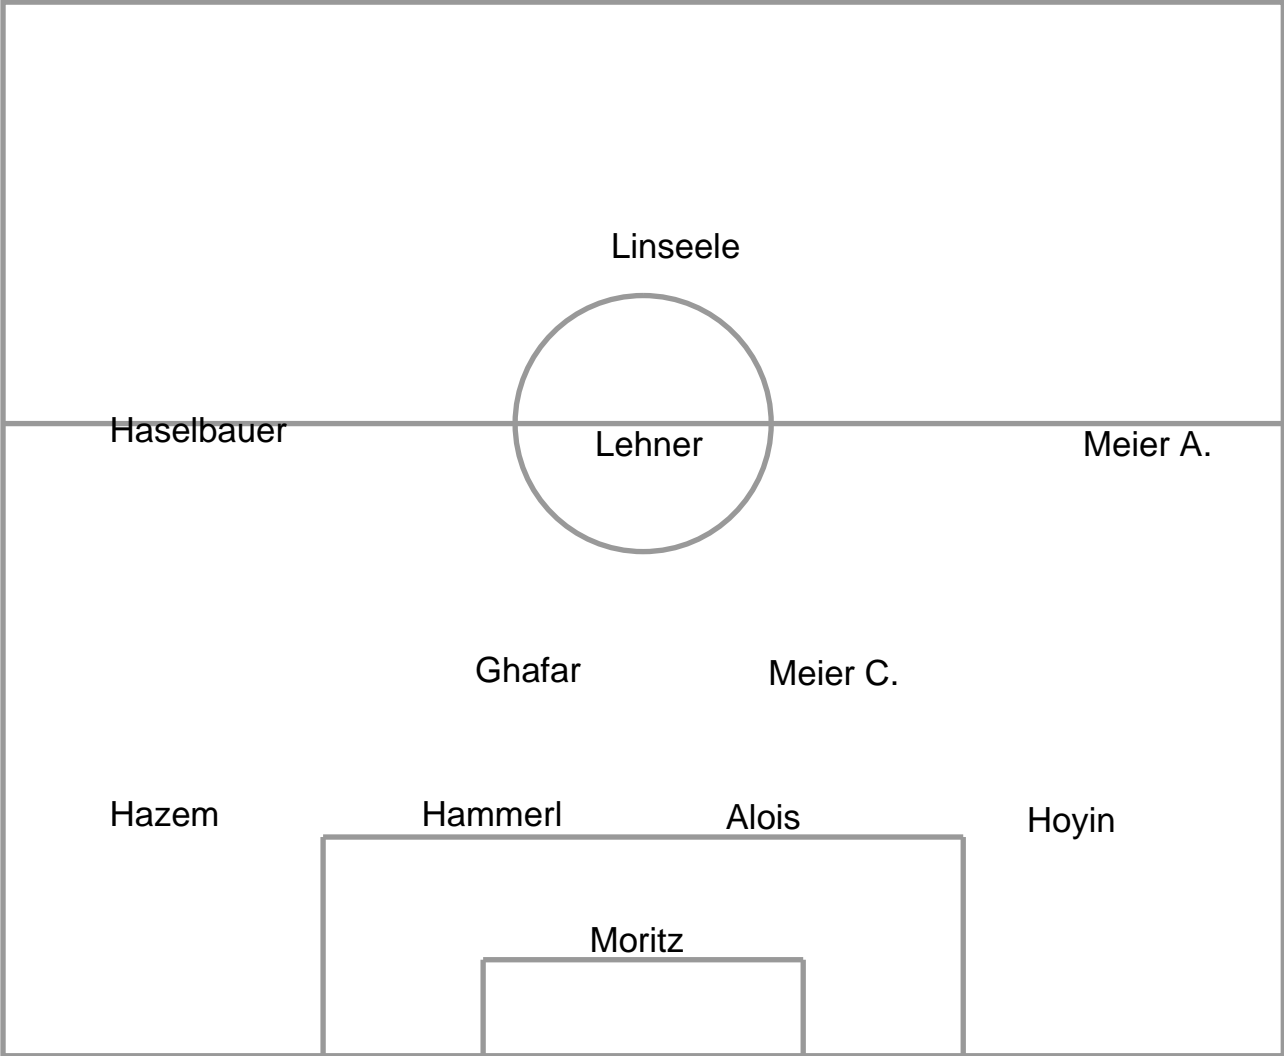 Linseele
Haselbauer
Lehner
Meier A.
Ghafar
Meier C.
Hazem
Hammerl
Alois
Hoyin
Moritz